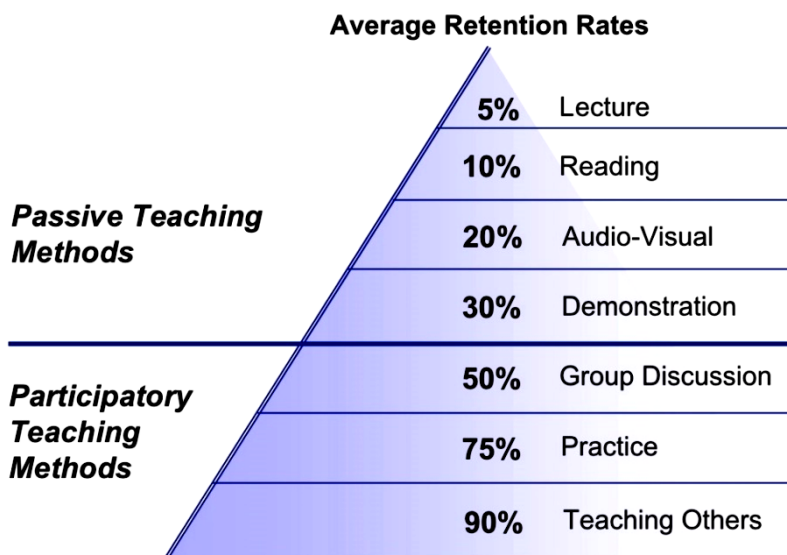 Average Retention Rates
5% Lecture
10% Reading
Passive Teaching
Methods
20% Audio-Visual
30% Demonstration
50% Group Discussion
Participatory
Teaching
Methods
75% Practice
90% Teaching Others